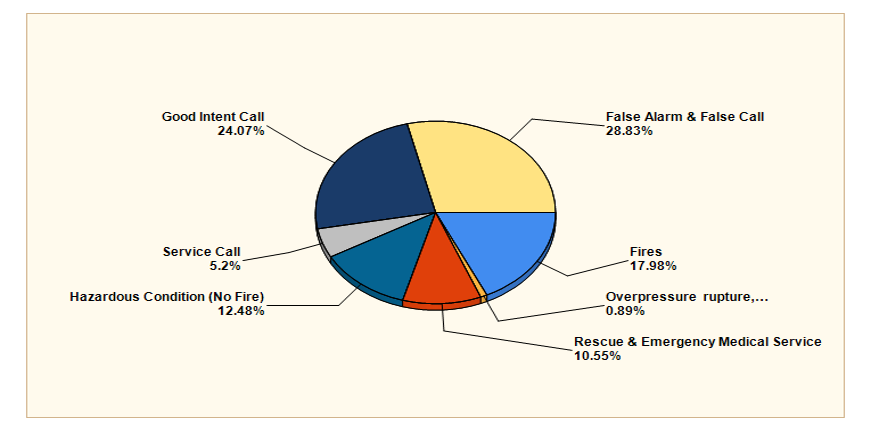 Good Intent Call
24.07%
False Alarm & False Call
28.83%
Service Call
5.2%
Fires
17.98%
Hazardous Condition (No Fire)
12.48%
Overpressure rupture,...
0.89%
Rescue & Emergency Medical Service
10.55%